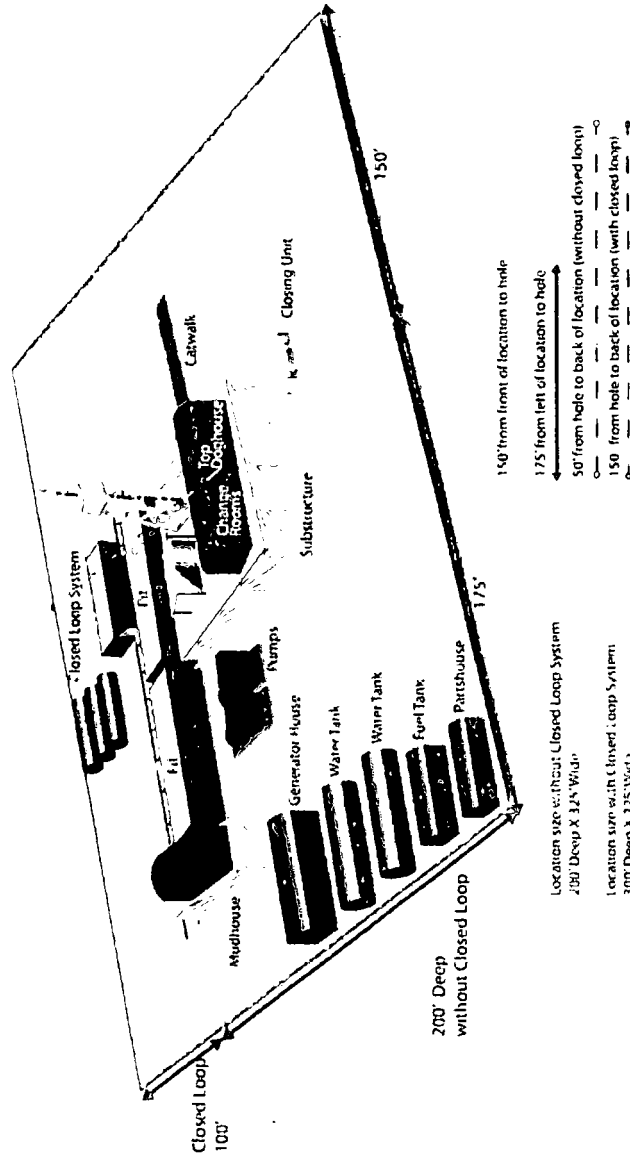 Closed Loop
100'
200' Deep
without Closed Loop
Mudhouse
Generator House
Water Tank
Water Tank
Fuel Tank
Partshouse
Pumps
Pit
Pit
Closed Loop System
Change
Rooms
Top
Doghouse
Substructure
Catwalk
Closing Unit
175'
150'
Location size without Closed Loop System
200' Deep X 325' Wide
Location size with Closed Loop System
300' Deep X 325' Wide
150' from front of location to hole
175' from left of location to hole
50' from hole to back of location (without closed loop)
150' from hole to back of location (with closed loop)